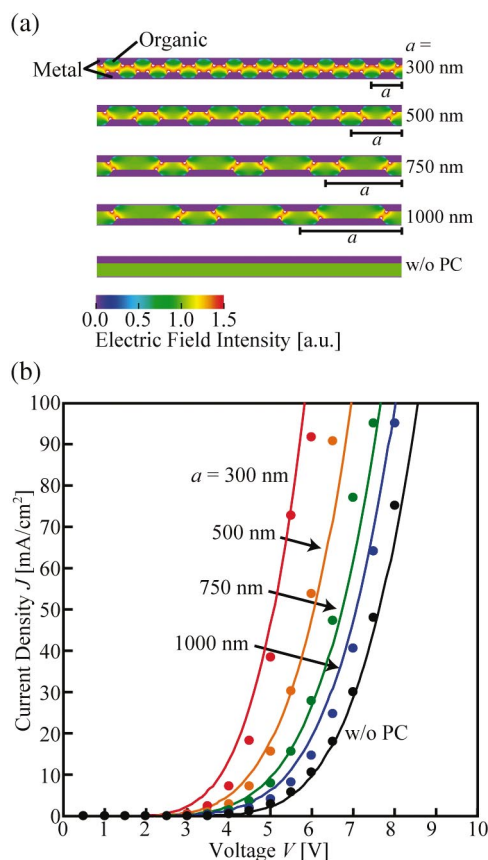 (a)
Organic
Metal
a =
300 nm
a
500 nm
a
750 nm
a
1000 nm
a
w/o PC
0.0 0.5 1.0 1.5
Electric Field Intensity [a.u.]
(b)
100
90
80
70
60
50
40
30
20
10
0
Current Density J [mA/cm²]
a = 300 nm
500 nm
750 nm
1000 nm
w/o PC
0 1 2 3 4 5 6 7 8 9 10
Voltage V [V]